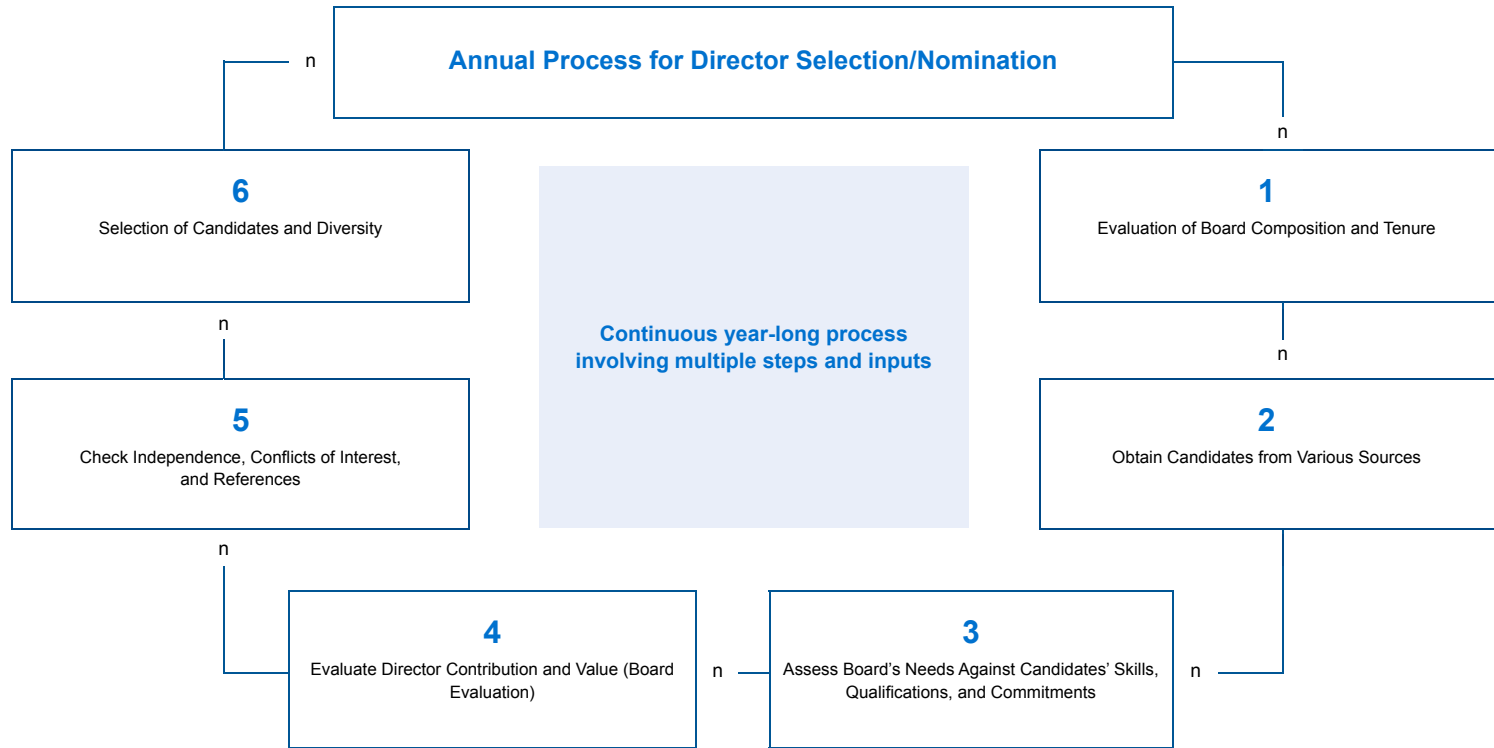 Annual Process for Director Selection/Nomination
n
n
1
Evaluation of Board Composition and Tenure
n
2
Obtain Candidates from Various Sources
n
3
Assess Board’s Needs Against Candidates’ Skills,
Qualifications, and Commitments
n
4
Evaluate Director Contribution and Value (Board
Evaluation)
n
5
Check Independence, Conflicts of Interest,
and References
n
6
Selection of Candidates and Diversity
Continuous year-long process
involving multiple steps and inputs